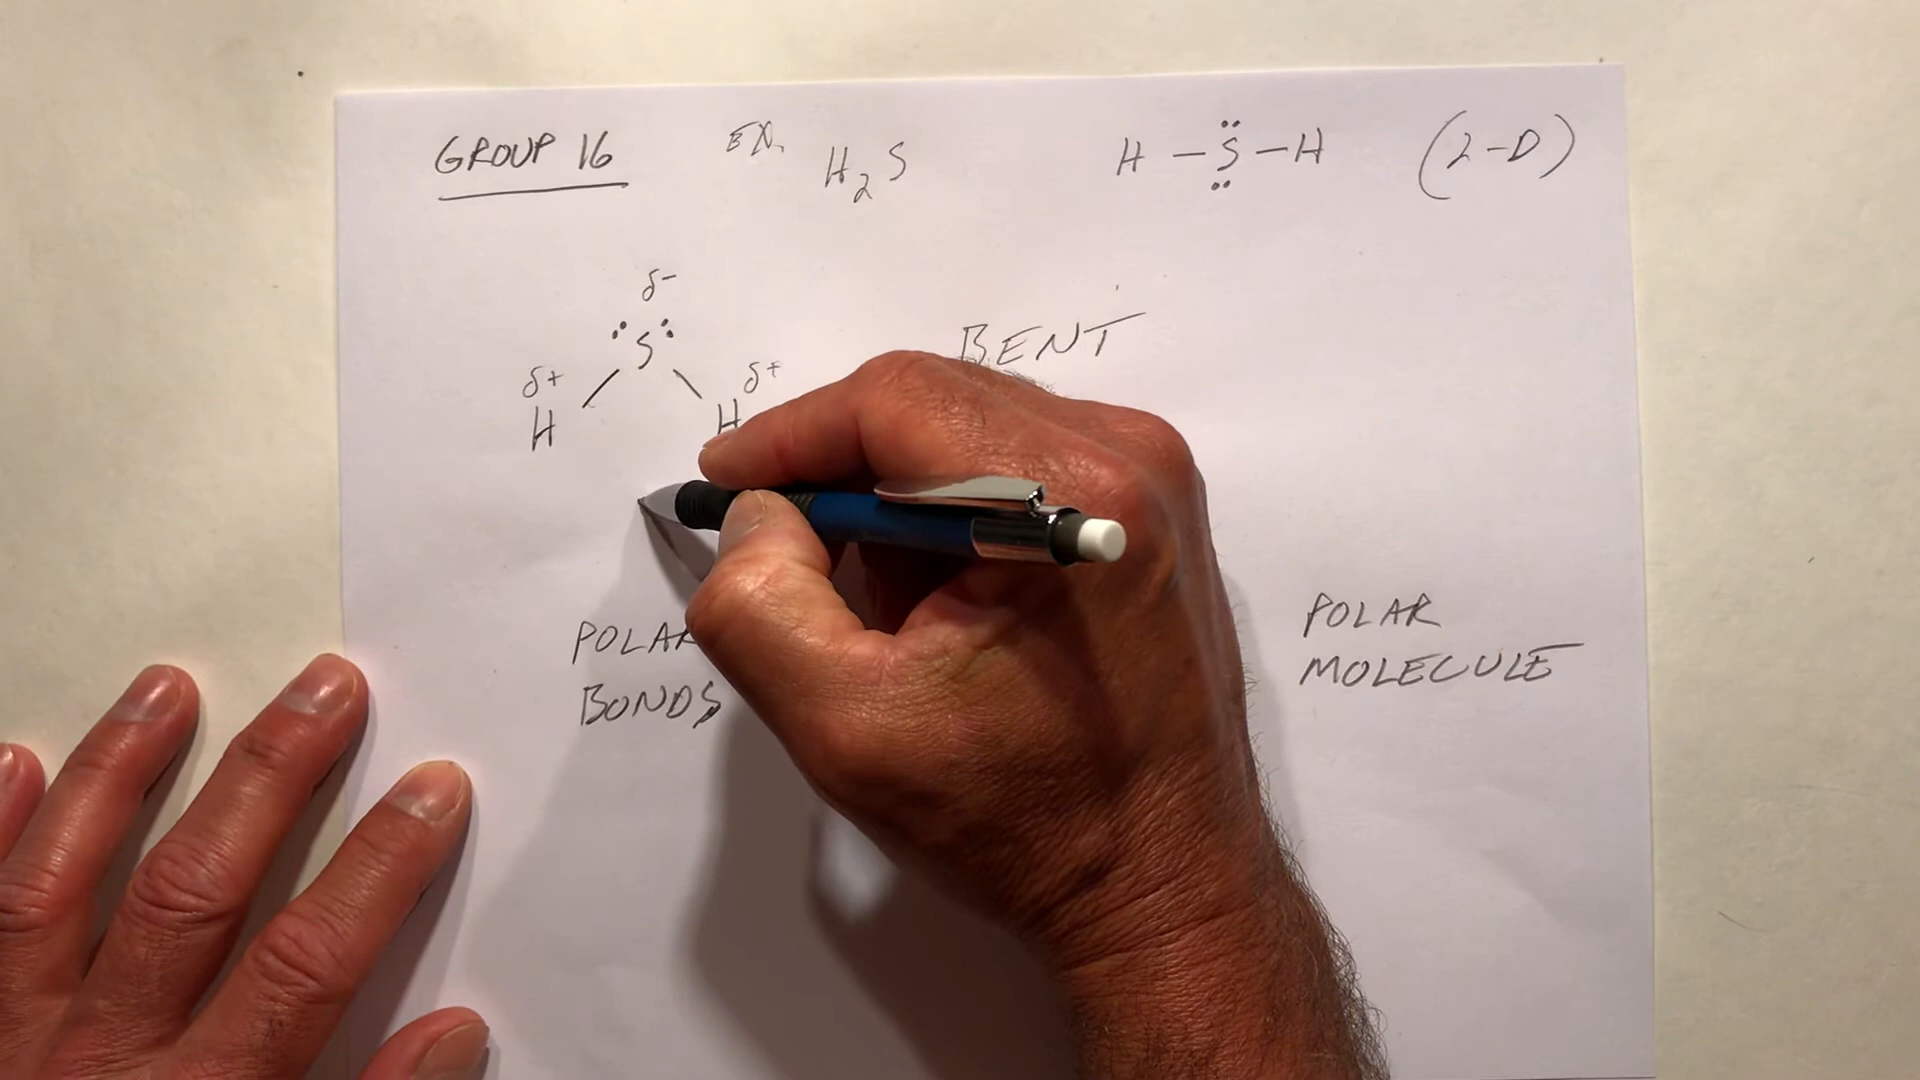 GROUP 16 EX. H₂S H–S̈–H (2-D)
δ-
S
δ+ δ+
H H
BENT
POLAR
BONDS
POLAR
MOLECULE